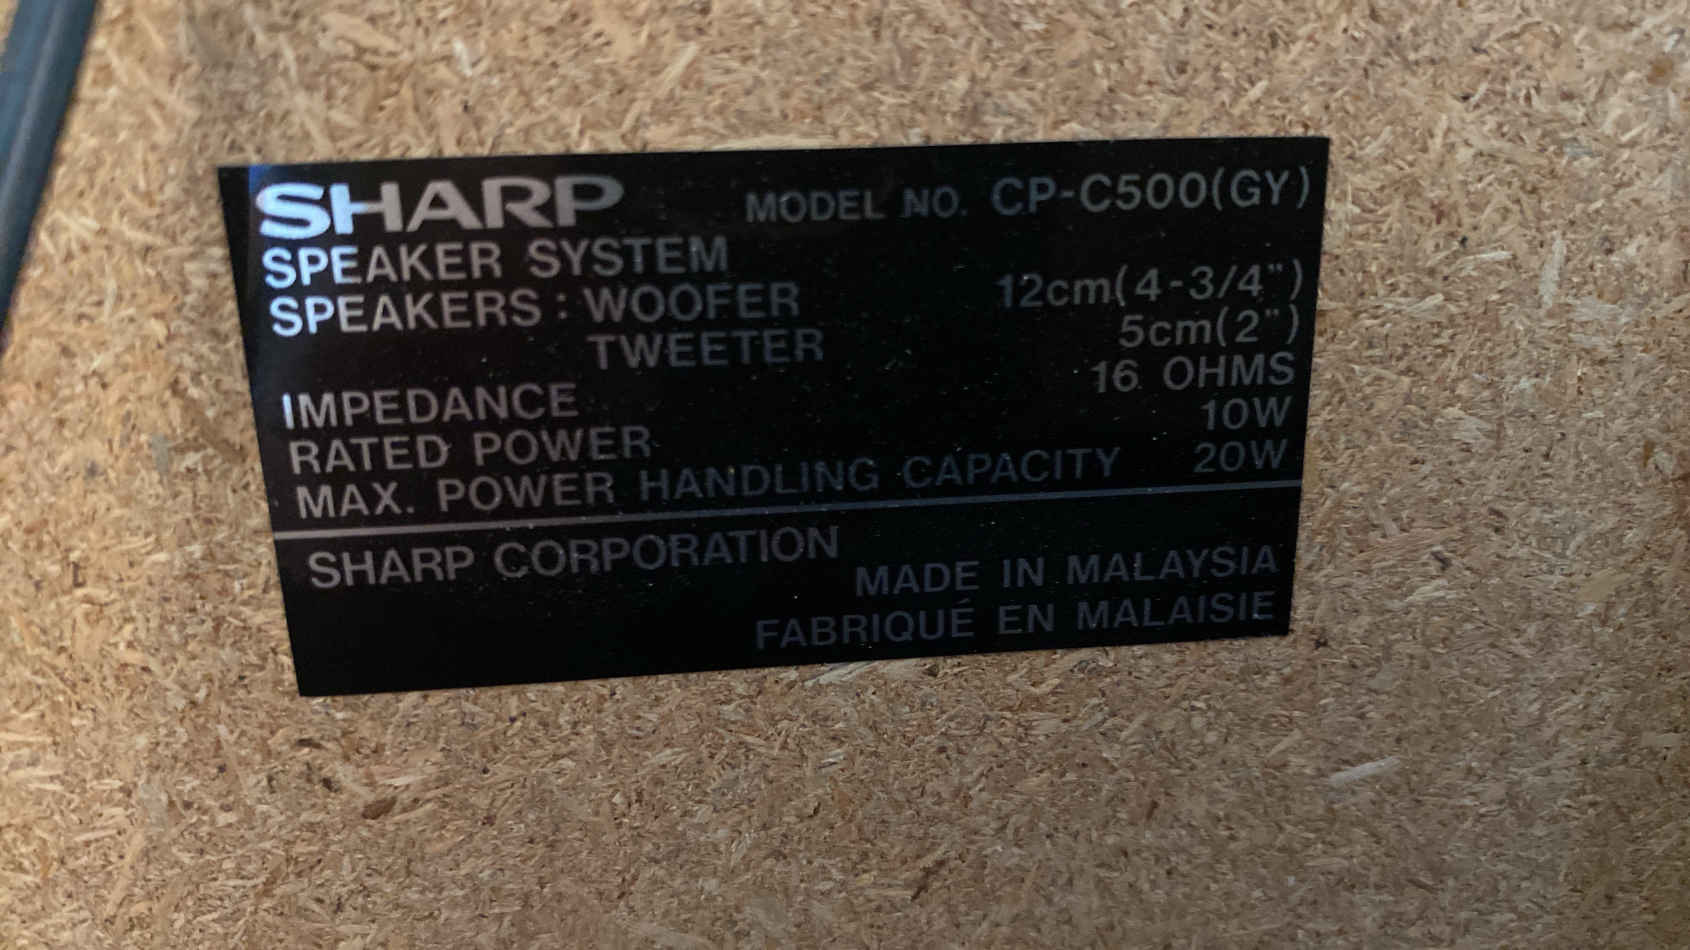 SHARP MODEL NO. CP-C500(GY)
SPEAKER SYSTEM
SPEAKERS : WOOFER 12cm(4-3/4")
TWEETER 5cm(2")
IMPEDANCE 16 OHMS
RATED POWER 10W
MAX. POWER HANDLING CAPACITY 20W
SHARP CORPORATION
MADE IN MALAYSIA
FABRIQUÉ EN MALAISIE